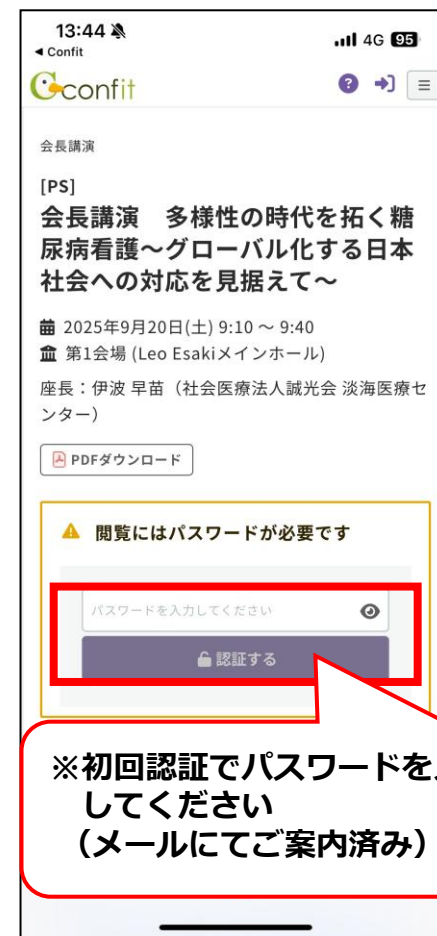 13:44
4G 95
◀ Confit
confit
会長講演
[PS]
会長講演　多様性の時代を拓く糖
尿病看護～グローバル化する日本
社会への対応を見据えて～
2025年9月20日(土) 9:10 ～ 9:40
第1会場 (Leo Esakiメインホール)
座長：伊波 早苗（社会医療法人誠光会 淡海医療セ
ンター）
PDFダウンロード
閲覧にはパスワードが必要です
パスワードを入力してください
認証する
※初回認証でパスワードを
してください
（メールにてご案内済み）